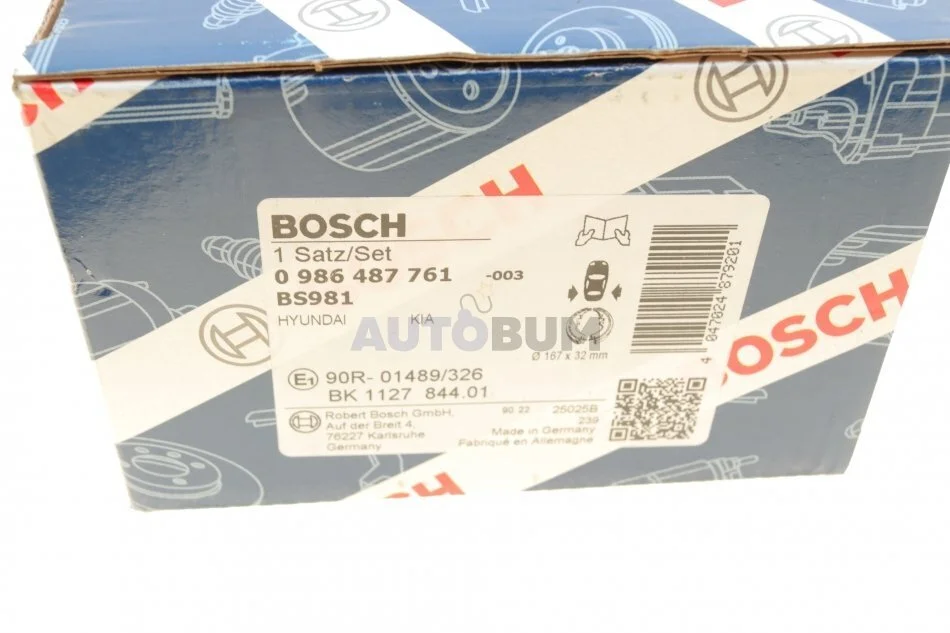 BOSCH
BOSCH
1 Satz/Set
0 986 487 761 -003
BS981
HYUNDAI KIA
AUTOBUM
Ø 167 x 32 mm
4 047024 879201
E1 90R- 01489/326
BK 1127 844.01
Robert Bosch GmbH,
Auf der Breit 4,
76227 Karlsruhe
Germany
90 22 25025B
239
Made in Germany
Fabriqué en Allemagne
BOSCH
CH